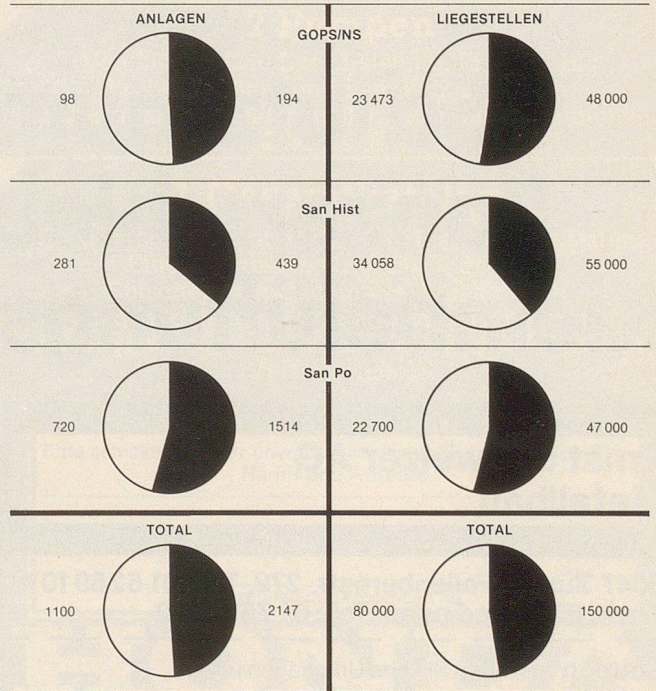 ANLAGEN LIEGESTELLEN
GOPS/NS
98 194 23 473 48 000
San Hist
281 439 34 058 55 000
San Po
720 1514 22 700 47 000
TOTAL TOTAL
1100 2147 80 000 150 000